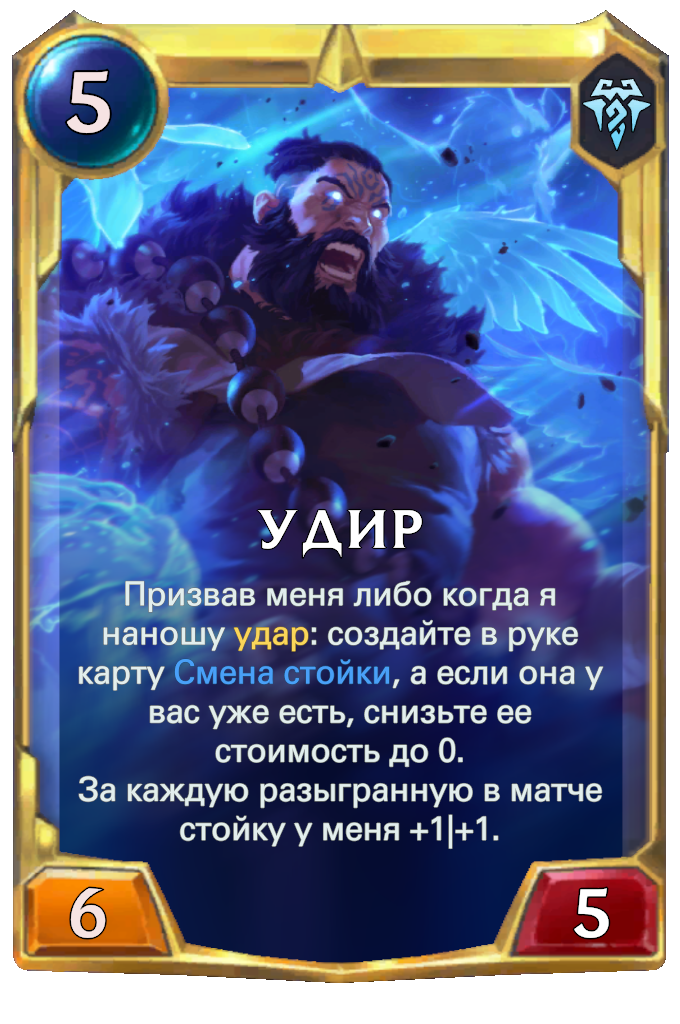 5
УДИР
Призвав меня либо когда я
наношу удар: создайте в руке
карту Смена стойки, а если она у
вас уже есть, снизьте ее
стоимость до 0.
За каждую разыгранную в матче
стойку у меня +1|+1.
6
5